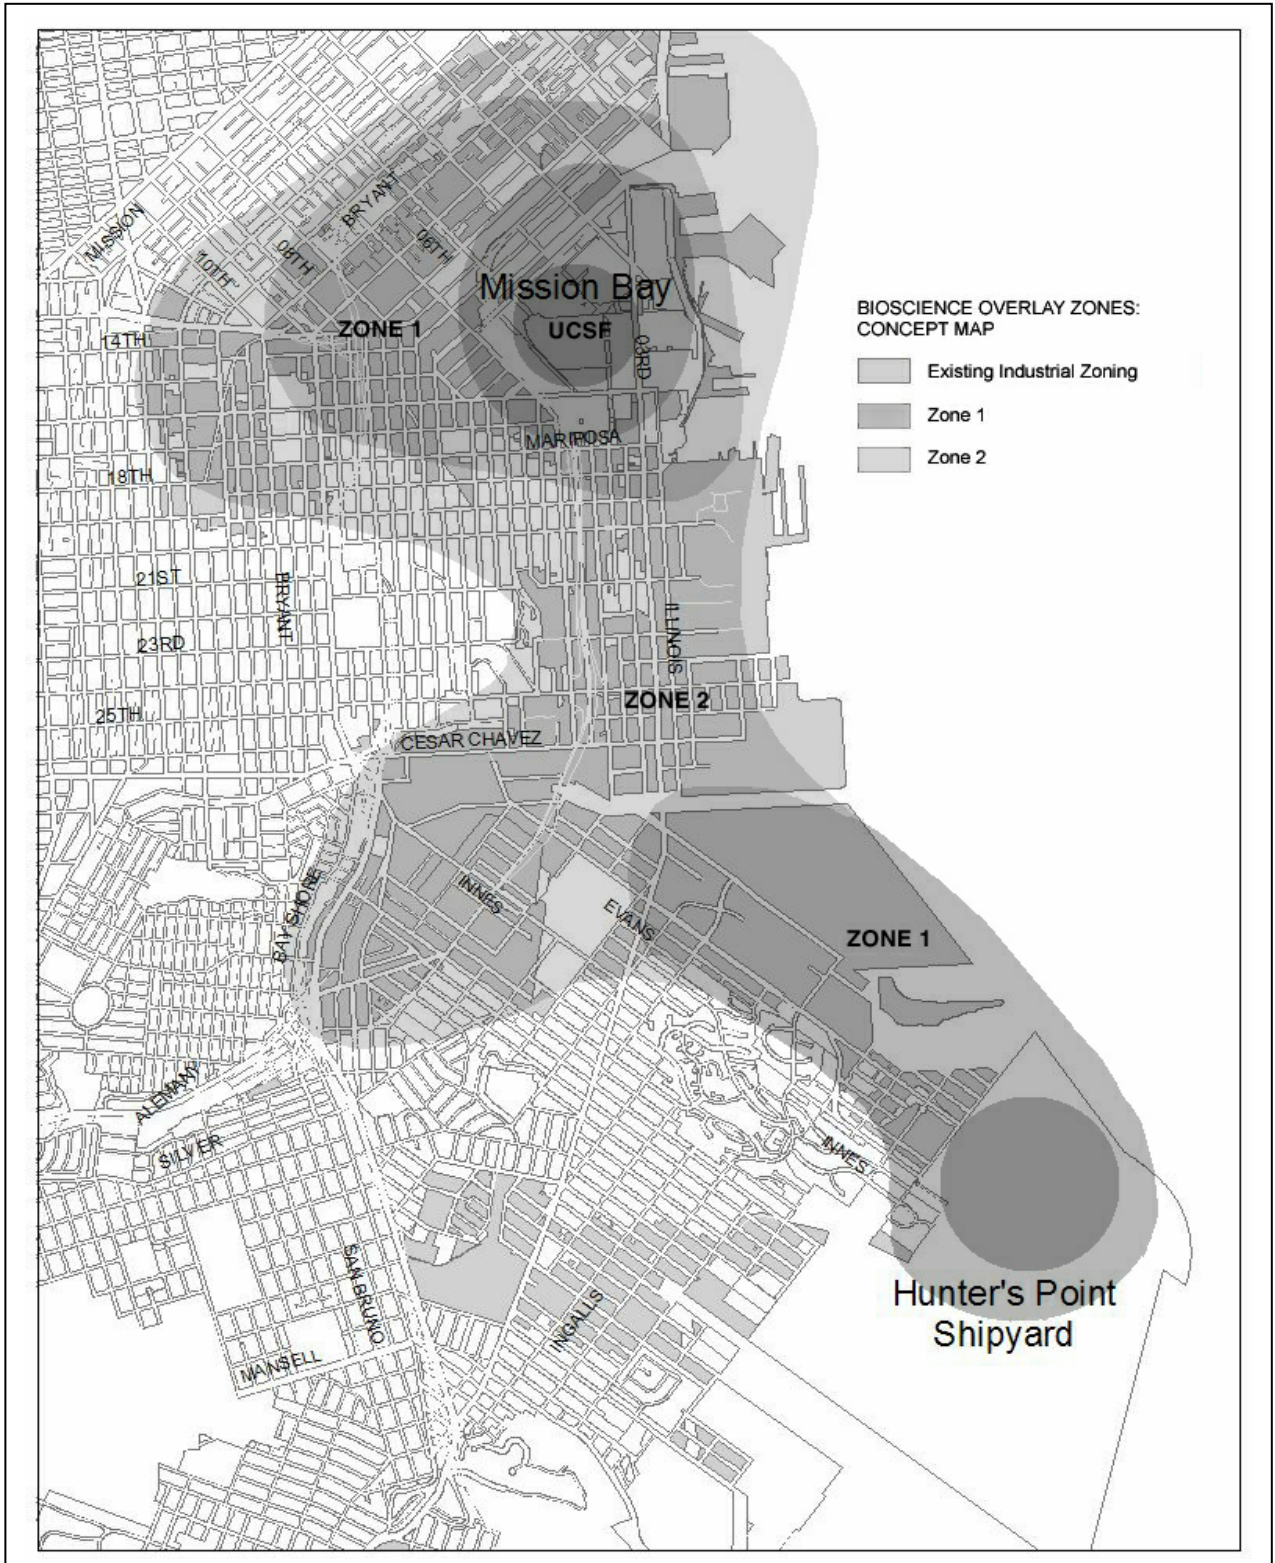 MISSION
10TH
08TH
BRYANT
06TH
Mission Bay
ZONE 1
UCSF
03RD
14TH
MARIPOSA
18TH
BIOSCIENCE OVERLAY ZONES:
CONCEPT MAP
Existing Industrial Zoning
Zone 1
Zone 2
21ST
BRYANT
23RD
ILLINOIS
25TH
ZONE 2
CESAR CHAVEZ
BAY SHORE
INNES
EVANS
ZONE 1
ALEMANY
SILVER
INNES
SAN BRUNO
INGALLS
MANSELL
Hunter's Point
Shipyard